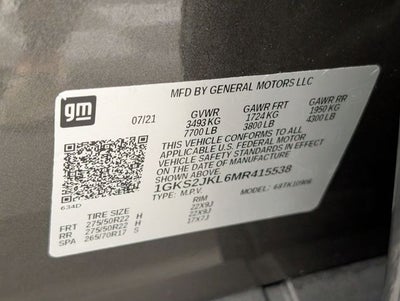 gm
MFD BY GENERAL MOTORS LLC
07/21 GVWR GAWR FRT GAWR RR
3493 KG 1724 KG 1950 KG
7700 LB 3800 LB 4300 LB
THIS VEHICLE CONFORMS TO ALL
APPLICABLE U.S. FEDERAL MOTOR
VEHICLE SAFETY STANDARDS IN EFFECT
ON THE DATE OF MANUFACTURE
SHOWN ABOVE.
1GKS2JKL6MR415538
TYPE: M.P.V. MODEL:
634D
TIRE SIZE RIM
FRT 275/50R22 H 22X9J
RR 275/50R22 H 22X9J
SPA 265/70R17 S 17X7J